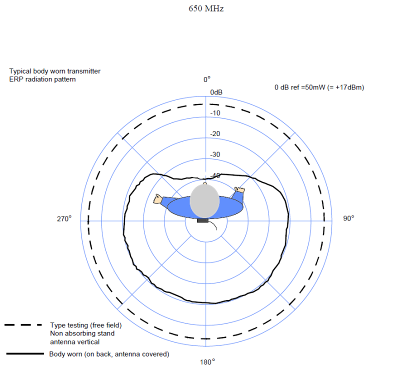 650 MHz
Typical body worn transmitter
ERP radiation pattern
0°
0 dB ref =50mW (= +17dBm)
0dB
-10
-20
-30
-40
270°
90°
Type testing (free field)
Non absorbing stand
antenna vertical
Body worn (on back, antenna covered)
180°